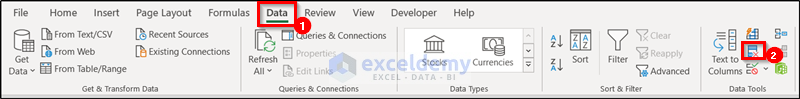 File Home Insert Page Layout Formulas Data Review View Developer Help
1
Get Data
From Text/CSV
From Web
From Table/Range
Recent Sources
Existing Connections
Get & Transform Data
Refresh All
Queries & Connections
Properties
Edit Links
Queries & Connections
Stocks
Currencies
Data Types
Sort
Filter
Clear
Reapply
Advanced
Sort & Filter
Text to Columns
2
Data Tools
exceldemy
EXCEL - DATA - BI